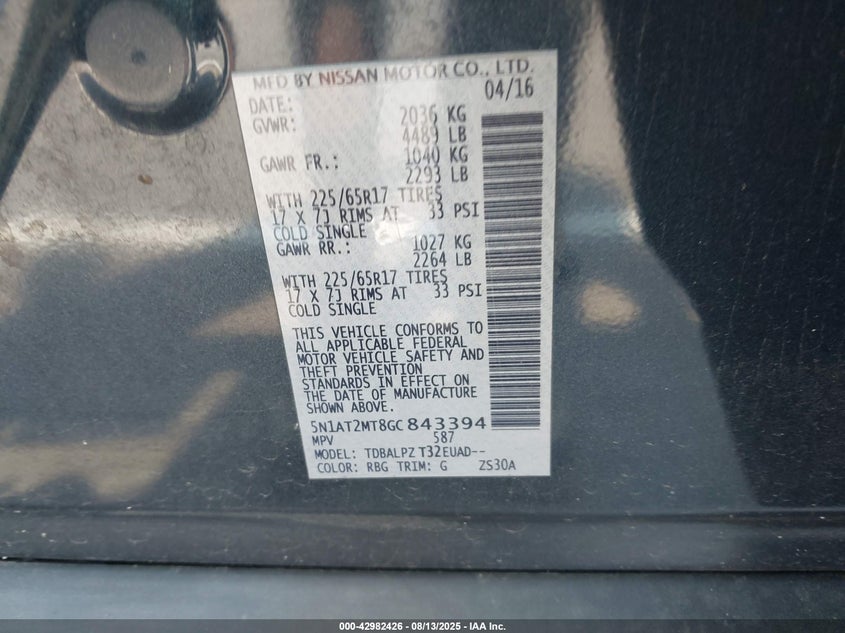 MFD BY NISSAN MOTOR CO., LTD.
DATE: 04/16
GVWR: 2036 KG
4489 LB
GAWR FR.: 1040 KG
2293 LB
WITH 225/65R17 TIRES
17 X 7J RIMS AT 33 PSI
COLD SINGLE
GAWR RR.: 1027 KG
2264 LB
WITH 225/65R17 TIRES
17 X 7J RIMS AT 33 PSI
COLD SINGLE
THIS VEHICLE CONFORMS TO
ALL APPLICABLE FEDERAL
MOTOR VEHICLE SAFETY AND
THEFT PREVENTION
STANDARDS IN EFFECT ON
THE DATE OF MANUFACTURE
SHOWN ABOVE.
5N1AT2MT8GC843394
MPV 587
MODEL: TDBALPZ T32EUAD--
COLOR: RBG TRIM: G ZS30A
000-42982426 - 08/13/2025 - IAA Inc.